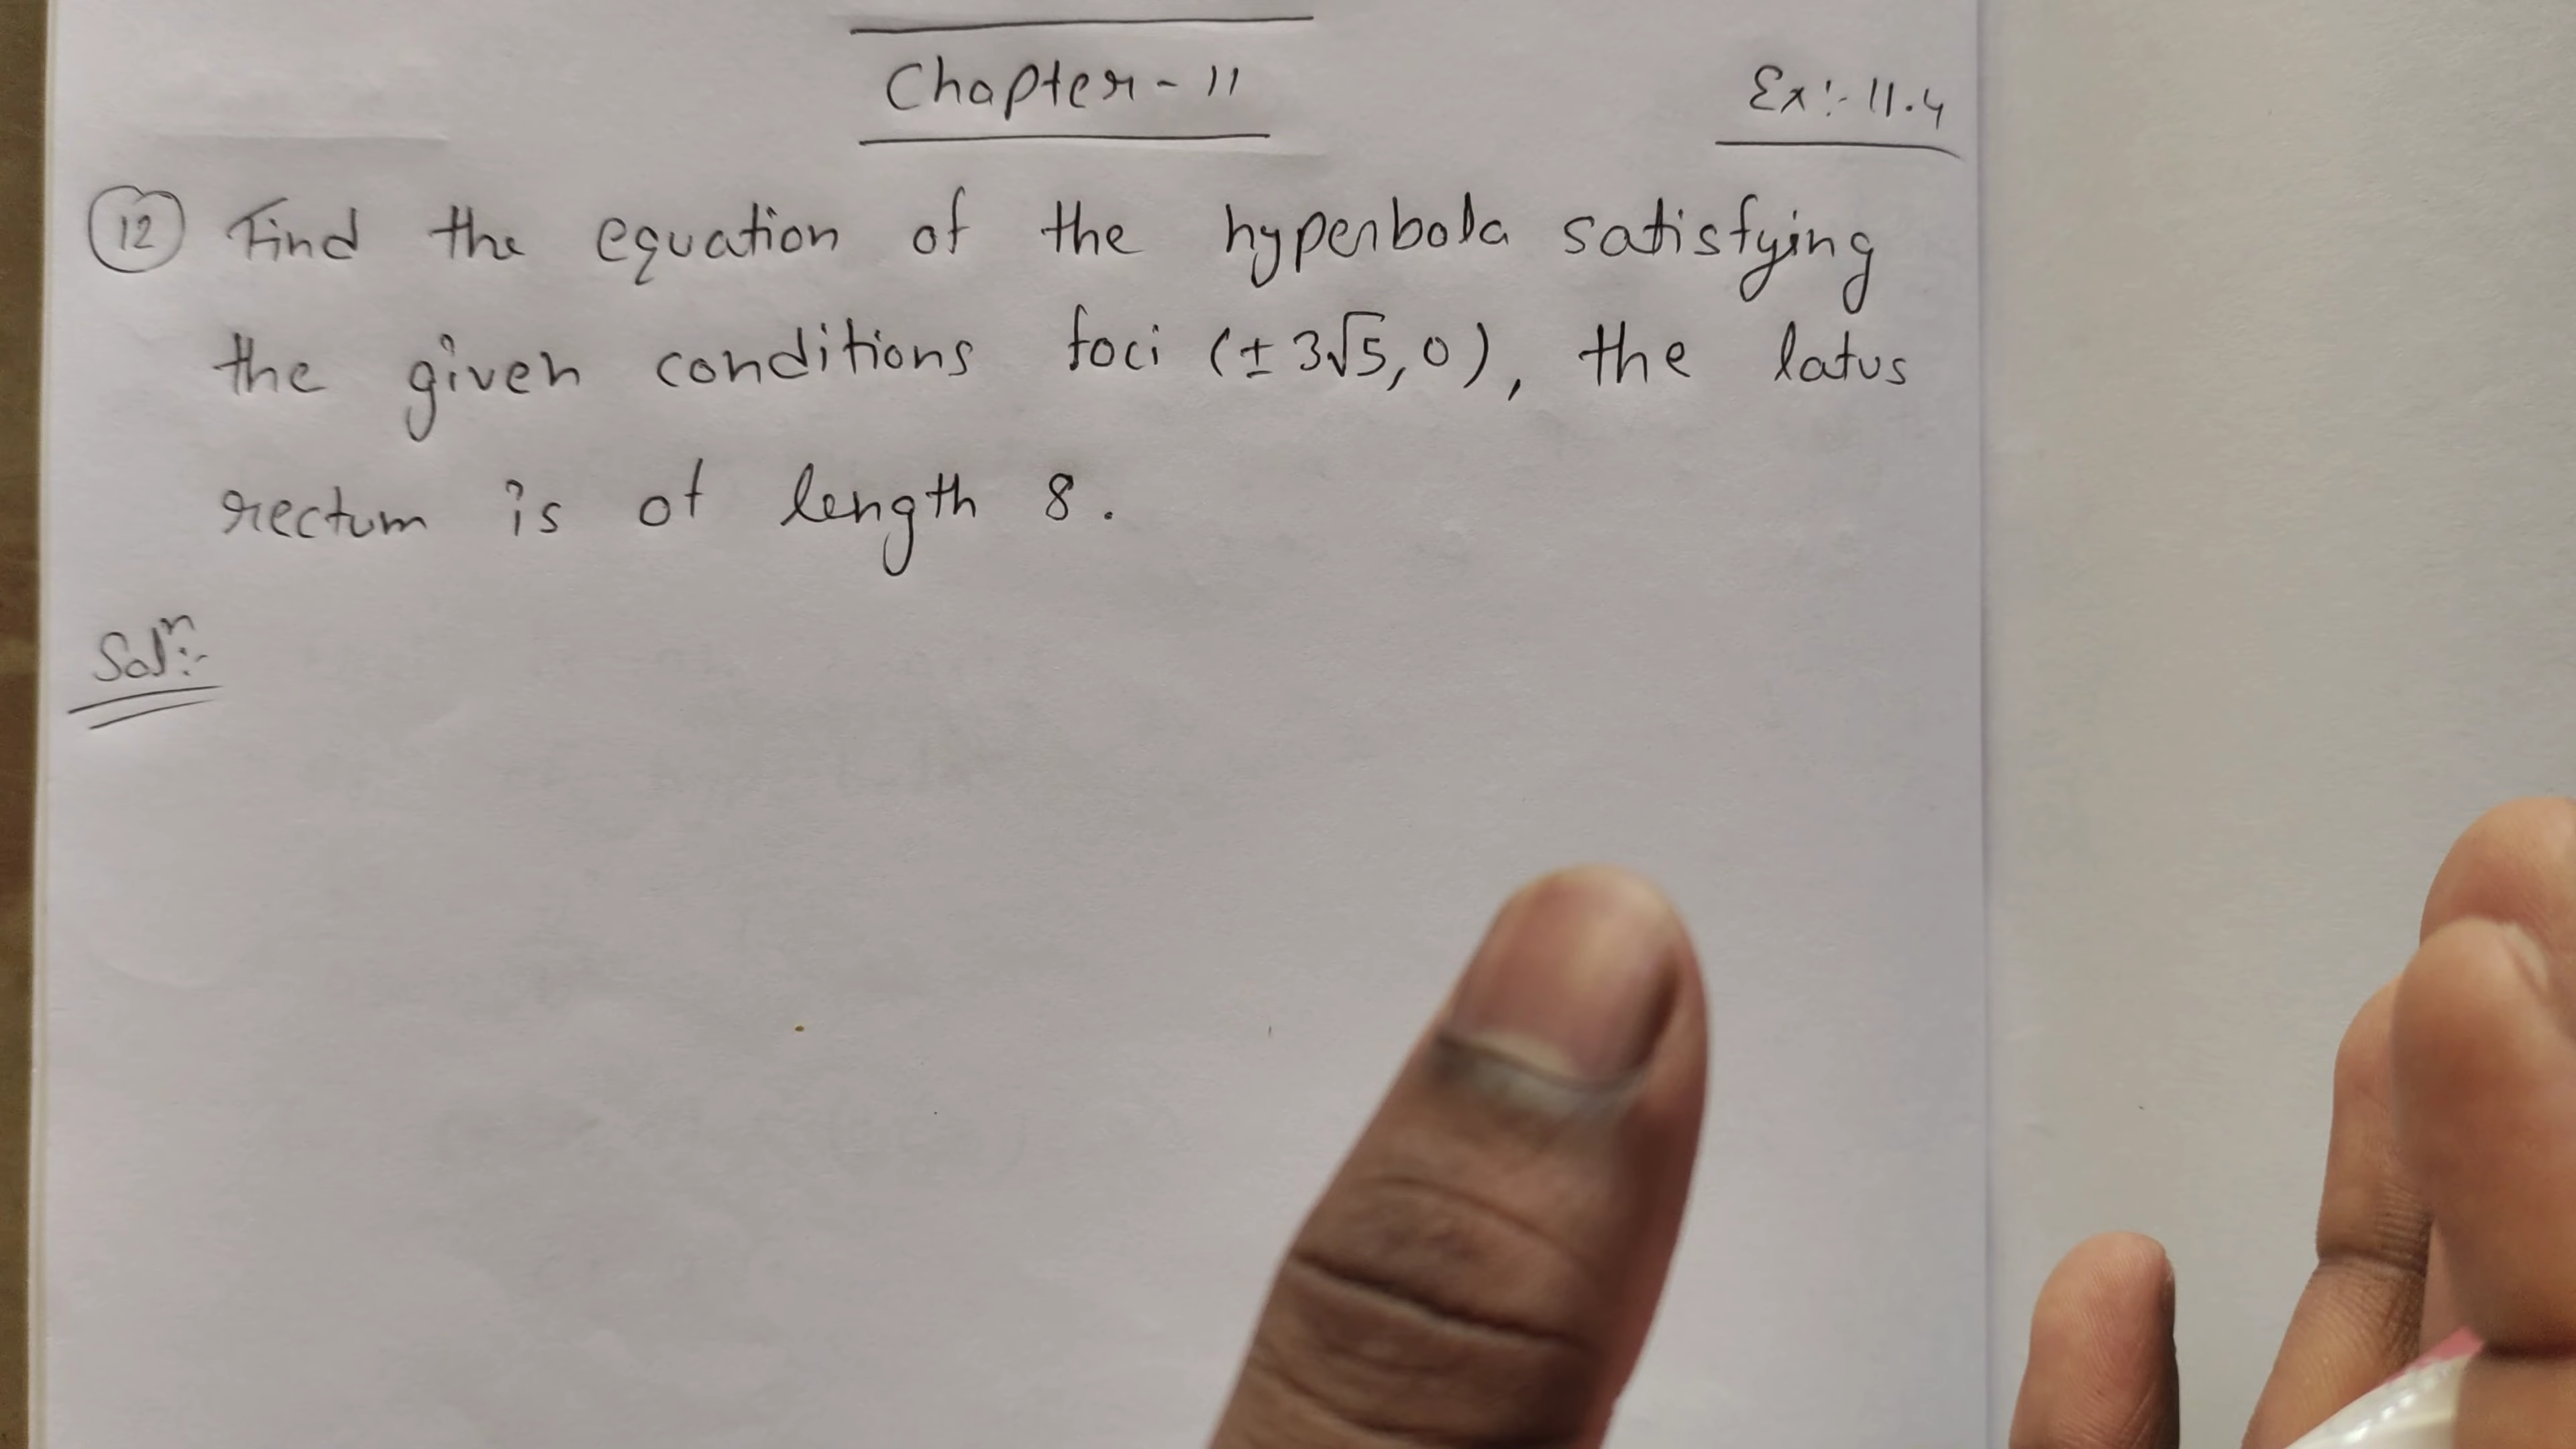 Chapter - 11
Ex:- 11.4
12 Find the equation of the hyperbola satisfying
the given conditions foci (± 3√5, 0), the latus
rectum is of length 8.
Solⁿ:-